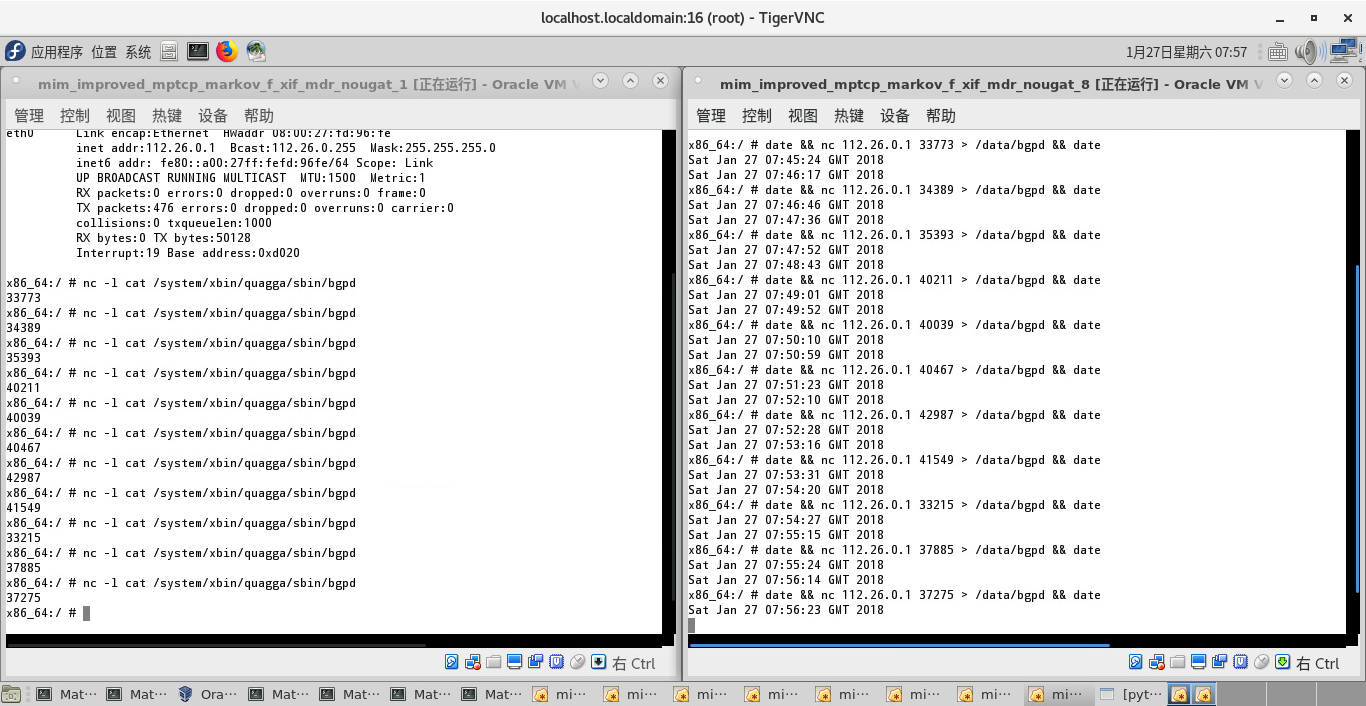 localhost.localdomain:16 (root) - TigerVNC
应用程序 位置 系统
1月27日星期六 07:57
mim_improved_mptcp_markov_f_xif_mdr_nougat_1 [正在运行] - Oracle VM V
管理 控制 视图 热键 设备 帮助
eth0 Link encap:Ethernet HWaddr 08:00:27:fd:96:fe
inet addr:112.26.0.1 Bcast:112.26.0.255 Mask:255.255.255.0
inet6 addr: fe80::a00:27ff:fefd:96fe/64 Scope: Link
UP BROADCAST RUNNING MULTICAST MTU:1500 Metric:1
RX packets:0 errors:0 dropped:0 overruns:0 frame:0
TX packets:476 errors:0 dropped:0 overruns:0 carrier:0
collisions:0 txqueuelen:1000
RX bytes:0 TX bytes:50128
Interrupt:19 Base address:0xd020
x86_64:/ # nc -l cat /system/xbin/quagga/sbin/bgpd
33773
x86_64:/ # nc -l cat /system/xbin/quagga/sbin/bgpd
34389
x86_64:/ # nc -l cat /system/xbin/quagga/sbin/bgpd
35393
x86_64:/ # nc -l cat /system/xbin/quagga/sbin/bgpd
40211
x86_64:/ # nc -l cat /system/xbin/quagga/sbin/bgpd
40039
x86_64:/ # nc -l cat /system/xbin/quagga/sbin/bgpd
40467
x86_64:/ # nc -l cat /system/xbin/quagga/sbin/bgpd
42987
x86_64:/ # nc -l cat /system/xbin/quagga/sbin/bgpd
41549
x86_64:/ # nc -l cat /system/xbin/quagga/sbin/bgpd
33215
x86_64:/ # nc -l cat /system/xbin/quagga/sbin/bgpd
37885
x86_64:/ # nc -l cat /system/xbin/quagga/sbin/bgpd
37275
x86_64:/ #
右 Ctrl
mim_improved_mptcp_markov_f_xif_mdr_nougat_8 [正在运行] - Oracle VM V
管理 控制 视图 热键 设备 帮助
x86_64:/ # date && nc 112.26.0.1 33773 > /data/bgpd && date
Sat Jan 27 07:45:24 GMT 2018
Sat Jan 27 07:46:17 GMT 2018
x86_64:/ # date && nc 112.26.0.1 34389 > /data/bgpd && date
Sat Jan 27 07:46:46 GMT 2018
Sat Jan 27 07:47:36 GMT 2018
x86_64:/ # date && nc 112.26.0.1 35393 > /data/bgpd && date
Sat Jan 27 07:47:52 GMT 2018
Sat Jan 27 07:48:43 GMT 2018
x86_64:/ # date && nc 112.26.0.1 40211 > /data/bgpd && date
Sat Jan 27 07:49:01 GMT 2018
Sat Jan 27 07:49:52 GMT 2018
x86_64:/ # date && nc 112.26.0.1 40039 > /data/bgpd && date
Sat Jan 27 07:50:10 GMT 2018
Sat Jan 27 07:50:59 GMT 2018
x86_64:/ # date && nc 112.26.0.1 40467 > /data/bgpd && date
Sat Jan 27 07:51:23 GMT 2018
Sat Jan 27 07:52:10 GMT 2018
x86_64:/ # date && nc 112.26.0.1 42987 > /data/bgpd && date
Sat Jan 27 07:52:28 GMT 2018
Sat Jan 27 07:53:16 GMT 2018
x86_64:/ # date && nc 112.26.0.1 41549 > /data/bgpd && date
Sat Jan 27 07:53:31 GMT 2018
Sat Jan 27 07:54:20 GMT 2018
x86_64:/ # date && nc 112.26.0.1 33215 > /data/bgpd && date
Sat Jan 27 07:54:27 GMT 2018
Sat Jan 27 07:55:15 GMT 2018
x86_64:/ # date && nc 112.26.0.1 37885 > /data/bgpd && date
Sat Jan 27 07:55:24 GMT 2018
Sat Jan 27 07:56:14 GMT 2018
x86_64:/ # date && nc 112.26.0.1 37275 > /data/bgpd && date
Sat Jan 27 07:56:23 GMT 2018
右 Ctrl
Mat… Mat… Ora… Mat… Mat… Mat… Mat… mi… mi… mi… mi… mi… mi… mi… mi… [pyt…